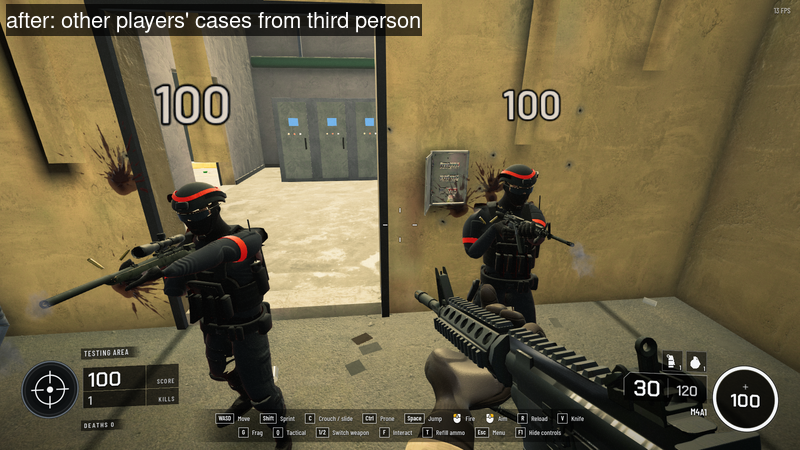 after: other players' cases from third person
13 FPS
100
100
TESTING AREA
100 SCORE
1 KILLS
DEATHS 0
WASD Move Shift Sprint C Crouch / slide Ctrl Prone Space Jump Fire Aim R Reload V Knife
G Frag Q Tactical 1/2 Switch weapon F Interact T Refill ammo Esc Menu F1 Hide controls
1 1
30 120
M4A1
+
100